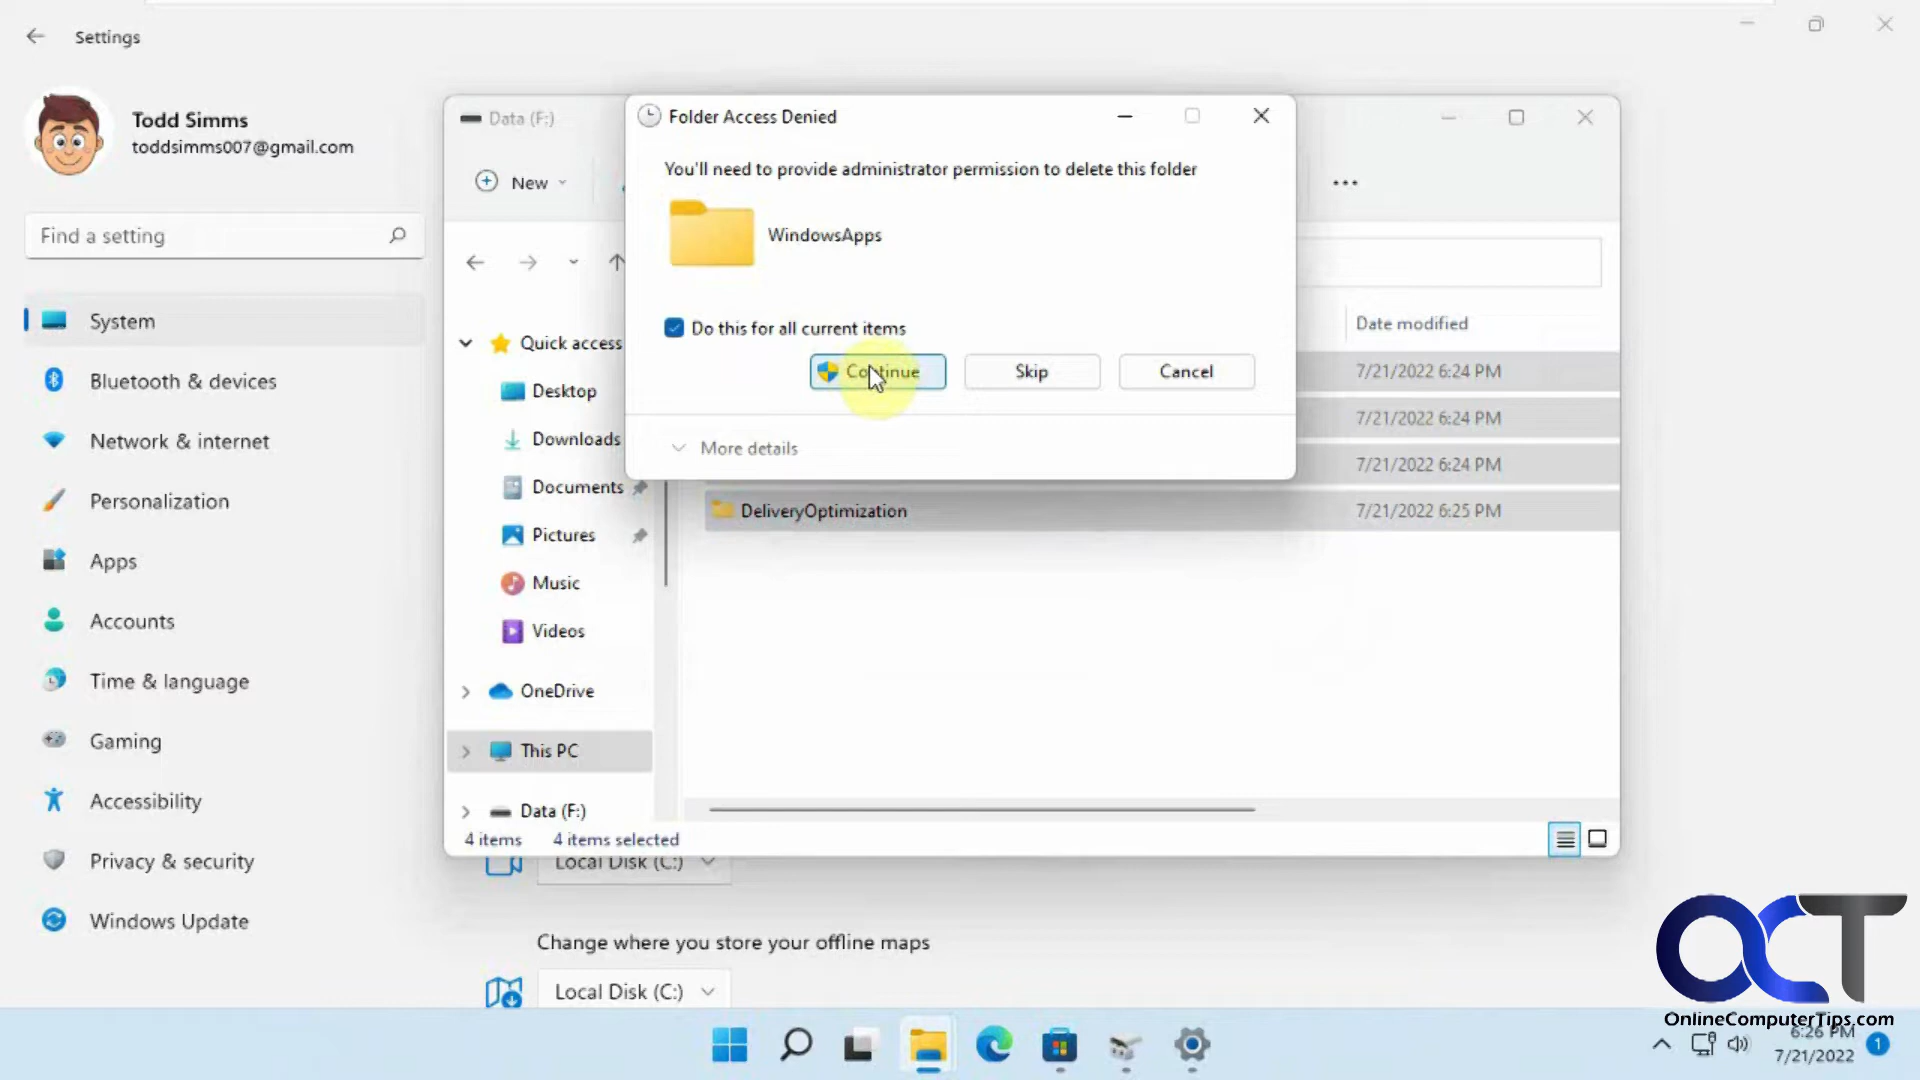 Settings
Todd Simms
toddsimms007@gmail.com
Find a setting
System
Bluetooth & devices
Network & internet
Personalization
Apps
Accounts
Time & language
Gaming
Accessibility
Privacy & security
Windows Update
Data (F:)
New
Quick access
Desktop
Downloads
Documents
Pictures
Music
Videos
OneDrive
This PC
Data (F:)
4 items 4 items selected
Folder Access Denied
You'll need to provide administrator permission to delete this folder
WindowsApps
Do this for all current items
Continue Skip Cancel
More details
Date modified
7/21/2022 6:24 PM
7/21/2022 6:24 PM
7/21/2022 6:24 PM
DeliveryOptimization 7/21/2022 6:25 PM
Local Disk (C:)
Change where you store your offline maps
Local Disk (C:)
OCT
OnlineComputerTips.com
6:26 PM
7/21/2022
1